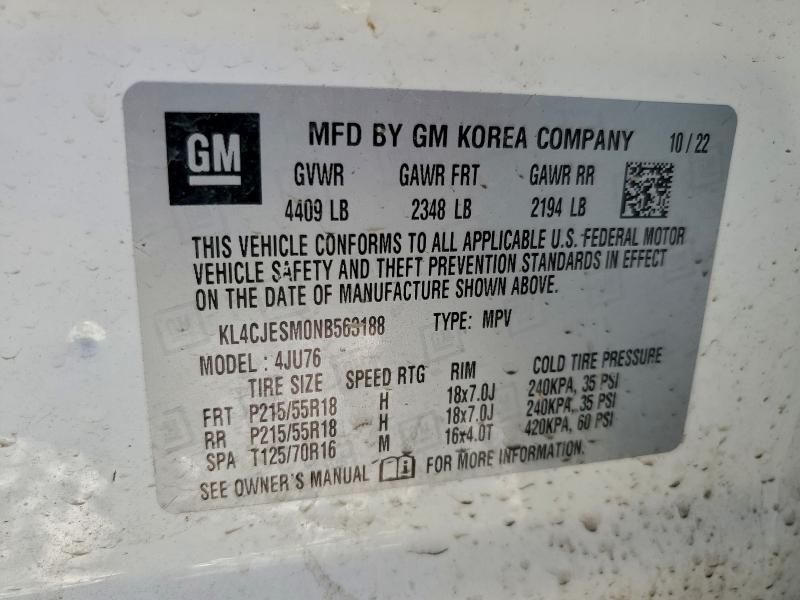 GM
MFD BY GM KOREA COMPANY 10/22
GVWR GAWR FRT GAWR RR
4409 LB 2348 LB 2194 LB
THIS VEHICLE CONFORMS TO ALL APPLICABLE U.S. FEDERAL MOTOR
VEHICLE SAFETY AND THEFT PREVENTION STANDARDS IN EFFECT
ON THE DATE OF MANUFACTURE SHOWN ABOVE.
KL4CJESM0NB563188 TYPE: MPV
MODEL: 4JU76
TIRE SIZE SPEED RTG RIM COLD TIRE PRESSURE
FRT P215/55R18 H 18x7.0J 240KPA, 35 PSI
RR P215/55R18 H 18x7.0J 240KPA, 35 PSI
SPA T125/70R16 M 16x4.0T 420KPA, 60 PSI
SEE OWNER'S MANUAL FOR MORE INFORMATION.